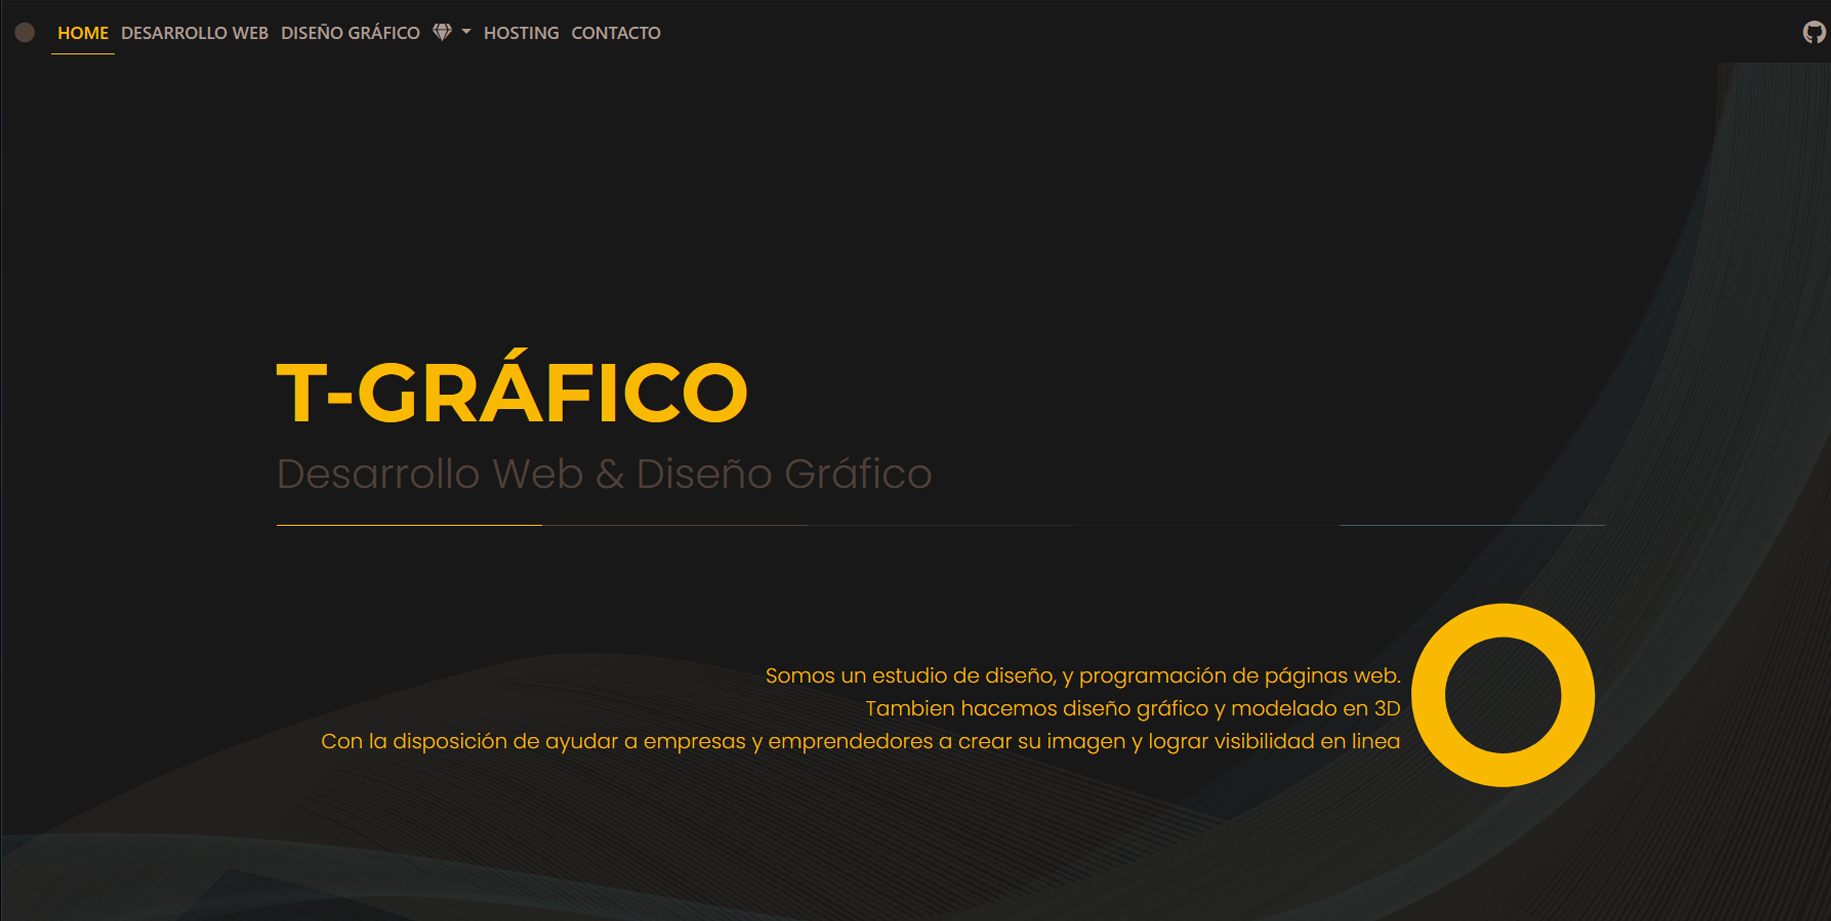 HOME DESARROLLO WEB DISEÑO GRÁFICO HOSTING CONTACTO
T-GRÁFICO
Desarrollo Web & Diseño Gráfico
Somos un estudio de diseño, y programación de páginas web.
Tambien hacemos diseño gráfico y modelado en 3D
Con la disposición de ayudar a empresas y emprendedores a crear su imagen y lograr visibilidad en linea